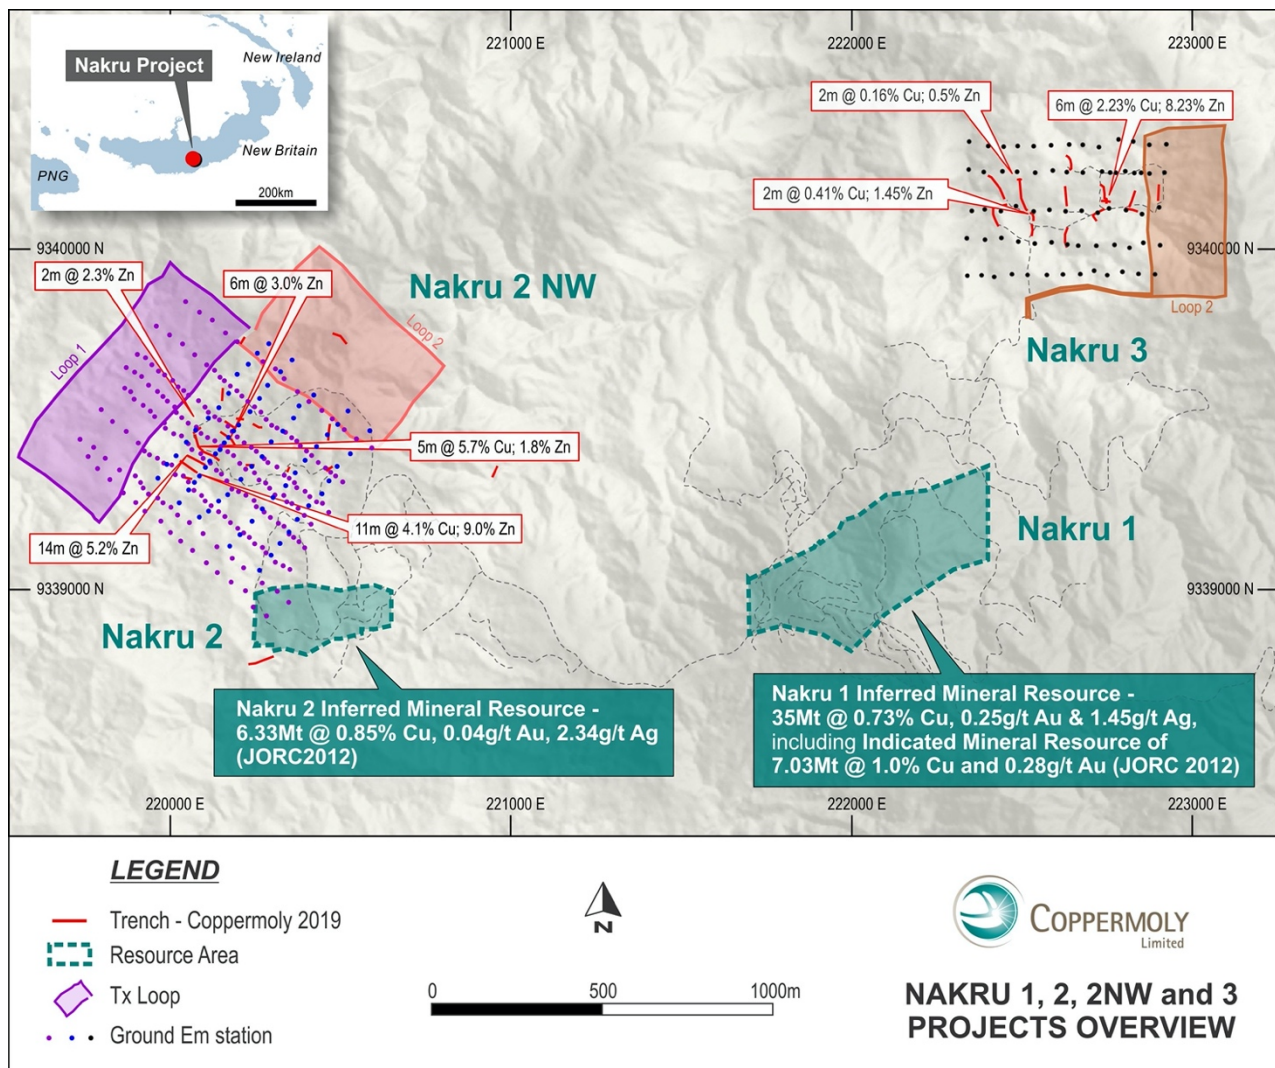 221000 E
222000 E
223000 E
Nakru Project
New Ireland
New Britain
PNG
200km
2m @ 0.16% Cu; 0.5% Zn
6m @ 2.23% Cu; 8.23% Zn
2m @ 0.41% Cu; 1.45% Zn
9340000 N
9340000 N
2m @ 2.3% Zn
6m @ 3.0% Zn
Nakru 2 NW
Loop 1
Loop 2
Loop 2
Nakru 3
5m @ 5.7% Cu; 1.8% Zn
11m @ 4.1% Cu; 9.0% Zn
14m @ 5.2% Zn
Nakru 1
9339000 N
9339000 N
Nakru 2
Nakru 2 Inferred Mineral Resource -
6.33Mt @ 0.85% Cu, 0.04g/t Au, 2.34g/t Ag
(JORC2012)
Nakru 1 Inferred Mineral Resource -
35Mt @ 0.73% Cu, 0.25g/t Au & 1.45g/t Ag,
including Indicated Mineral Resource of
7.03Mt @ 1.0% Cu and 0.28g/t Au (JORC 2012)
220000 E
221000 E
222000 E
223000 E
LEGEND
Trench - Coppermoly 2019
Resource Area
Tx Loop
Ground Em station
N
0
500
1000m
COPPERMOLY
Limited
NAKRU 1, 2, 2NW and 3
PROJECTS OVERVIEW